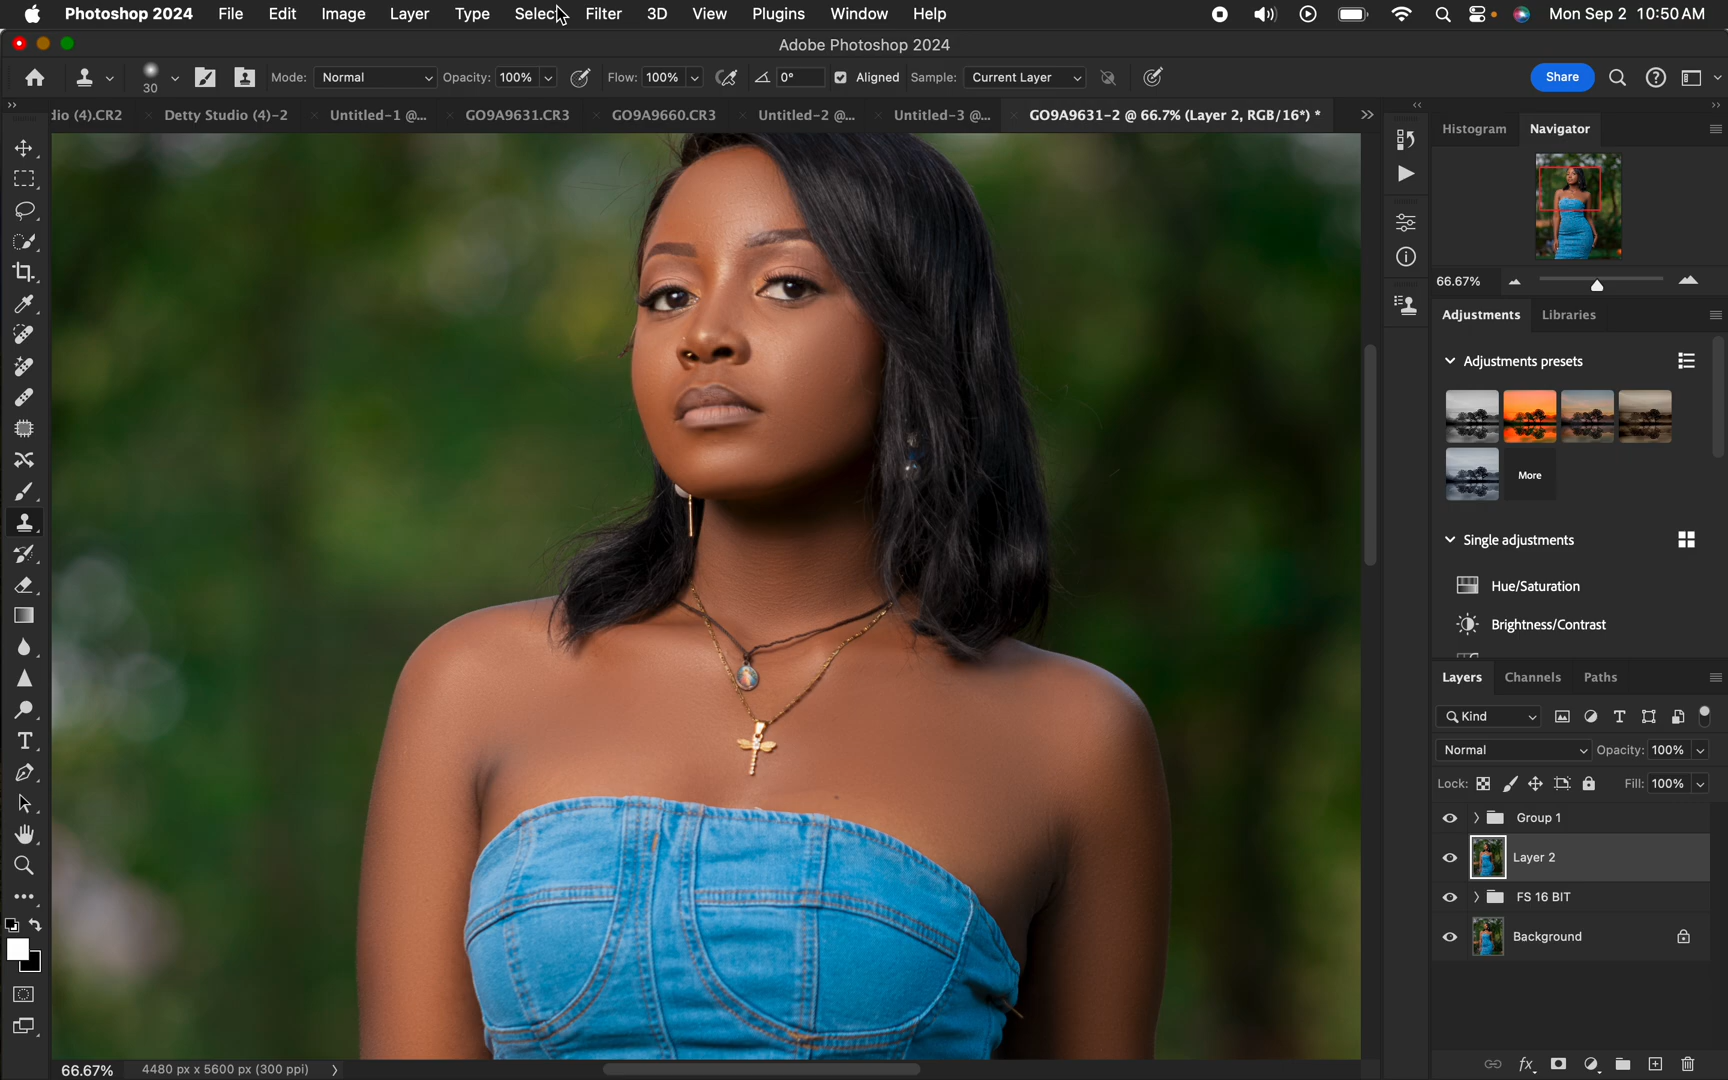 Photoshop 2024 File Edit Image Layer Type Select Filter 3D View Plugins Window Help Mon Sep 2 10:50 AM
Adobe Photoshop 2024
30 Mode: Normal Opacity: 100% Flow: 100% 0° Aligned Sample: Current Layer Share
dio (4).CR2 Detty Studio (4)-2 Untitled-1 @... GO9A9631.CR3 GO9A9660.CR3 Untitled-2 @... Untitled-3 @... GO9A9631-2 @ 66.7% (Layer 2, RGB/16*) *
Histogram Navigator
66.67%
Adjustments Libraries
Adjustments presets
More
Single adjustments
Hue/Saturation
Brightness/Contrast
Layers Channels Paths
Kind
Normal Opacity: 100%
Lock: Fill: 100%
Group 1
Layer 2
FS 16 BIT
Background
66.67% 4480 px x 5600 px (300 ppi)